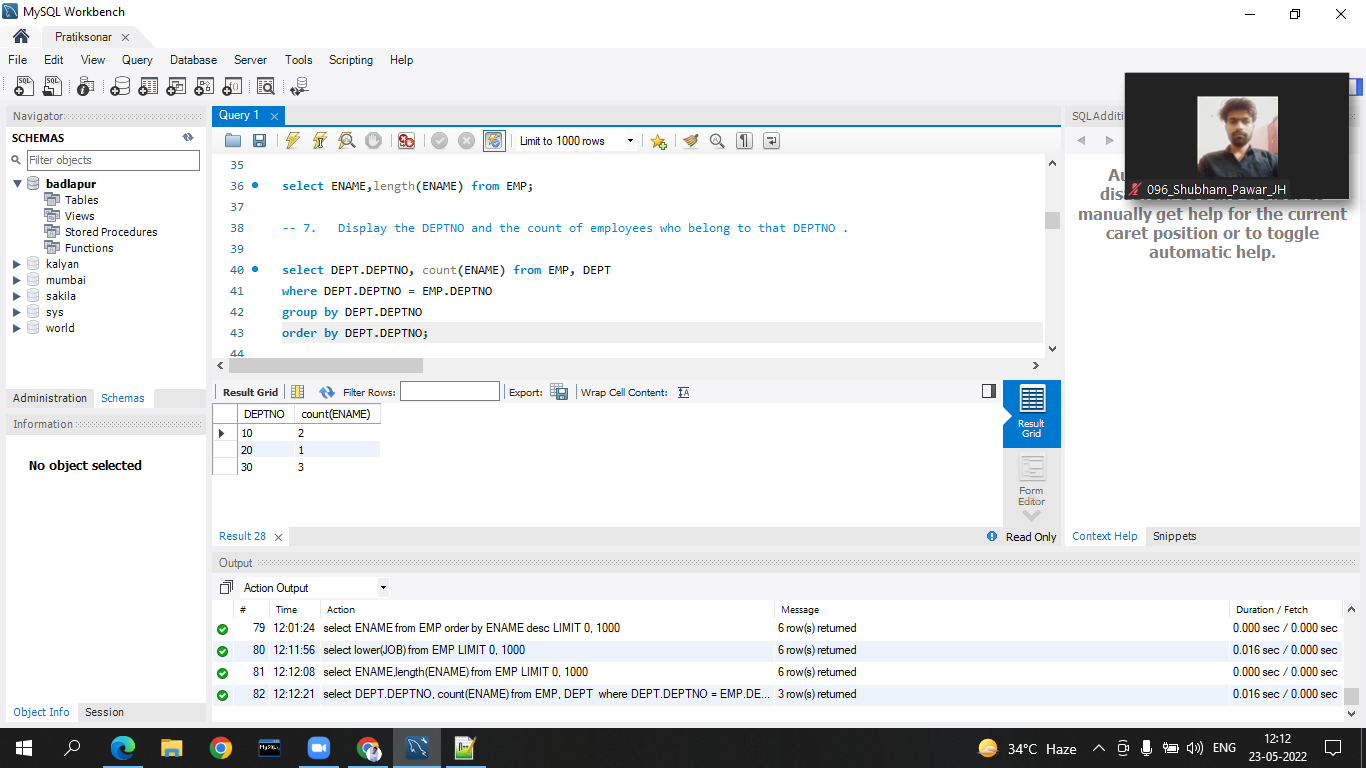 MySQL Workbench
Pratiksonar
File Edit View Query Database Server Tools Scripting Help
Navigator
SCHEMAS
Filter objects
badlapur
Tables
Views
Stored Procedures
Functions
kalyan
mumbai
sakila
sys
world
Administration Schemas
Information
No object selected
Object Info Session
Query 1
Limit to 1000 rows
35
36 select ENAME,length(ENAME) from EMP;
37
38 -- 7. Display the DEPTNO and the count of employees who belong to that DEPTNO .
39
40 select DEPT.DEPTNO, count(ENAME) from EMP, DEPT
41 where DEPT.DEPTNO = EMP.DEPTNO
42 group by DEPT.DEPTNO
43 order by DEPT.DEPTNO;
44
Result Grid Filter Rows: Export: Wrap Cell Content:
DEPTNO count(ENAME)
10 2
20 1
30 3
Result Grid
Form Editor
Result 28 Read Only
SQL Additi
096_Shubham_Pawar_JH
manually get help for the current
caret position or to toggle
automatic help.
Context Help Snippets
Output
Action Output
# Time Action Message Duration / Fetch
79 12:01:24 select ENAME from EMP order by ENAME desc LIMIT 0, 1000 6 row(s) returned 0.000 sec / 0.000 sec
80 12:11:56 select lower(JOB) from EMP LIMIT 0, 1000 6 row(s) returned 0.016 sec / 0.000 sec
81 12:12:08 select ENAME,length(ENAME) from EMP LIMIT 0, 1000 6 row(s) returned 0.000 sec / 0.000 sec
82 12:12:21 select DEPT.DEPTNO, count(ENAME) from EMP, DEPT where DEPT.DEPTNO = EMP.DE... 3 row(s) returned 0.016 sec / 0.000 sec
34°C Haze ENG 12:12
23-05-2022